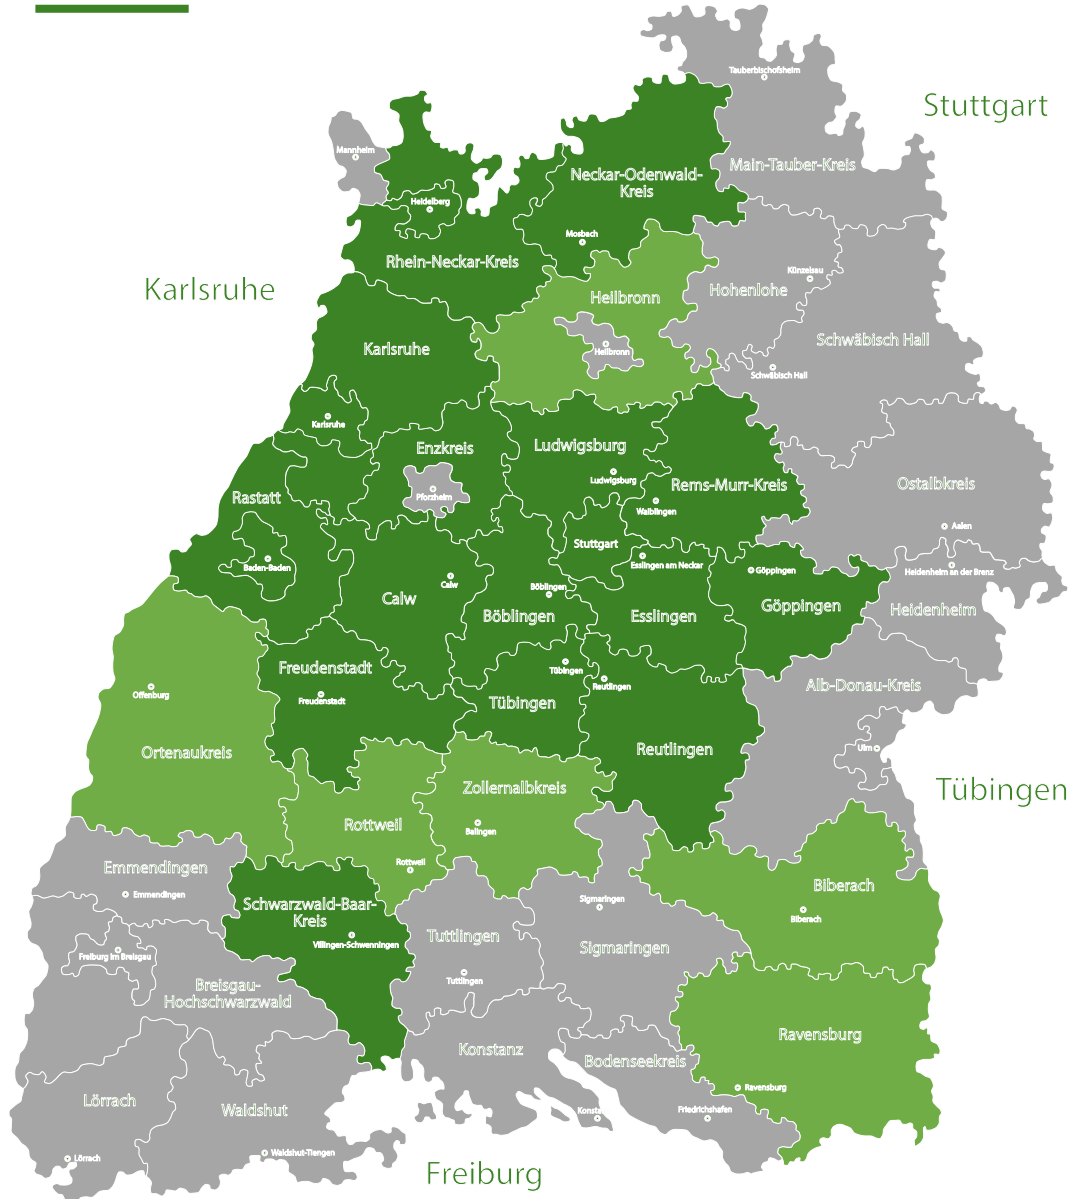 Tauberbischofsheim
Stuttgart
Mannheim
Main-Tauber-Kreis
Neckar-Odenwald-
Kreis
Heidelberg
Mosbach
Rhein-Neckar-Kreis
Künzelsau
Karlsruhe
Hohenlohe
Heilbronn
Schwäbisch Hall
Karlsruhe
Heilbronn
Schwäbisch Hall
Karlsruhe
Enzkreis
Ludwigsburg
Ludwigsburg
Rems-Murr-Kreis
Ostalbkreis
Rastatt
Pforzheim
Waiblingen
Aalen
Stuttgart
Baden-Baden
Esslingen am Neckar
Göppingen
Heidenheim an der Brenz
Calw
Böblingen
Calw
Göppingen
Heidenheim
Böblingen
Esslingen
Freudenstadt
Tübingen
Reutlingen
Alb-Donau-Kreis
Offenburg
Freudenstadt
Tübingen
Ortenaukreis
Reutlingen
Ulm
Zollernalbkreis
Tübingen
Rottweil
Balingen
Emmendingen
Rottweil
Emmendingen
Biberach
Schwarzwald-Baar-
Kreis
Sigmaringen
Biberach
Villingen-Schwenningen
Tuttlingen
Sigmaringen
Freiburg im Breisgau
Tuttlingen
Breisgau-
Hochschwarzwald
Ravensburg
Konstanz
Bodenseekreis
Ravensburg
Lörrach
Waldshut
Konsta
Friedrichshafen
Waldshut-Tiengen
Lörrach
Freiburg